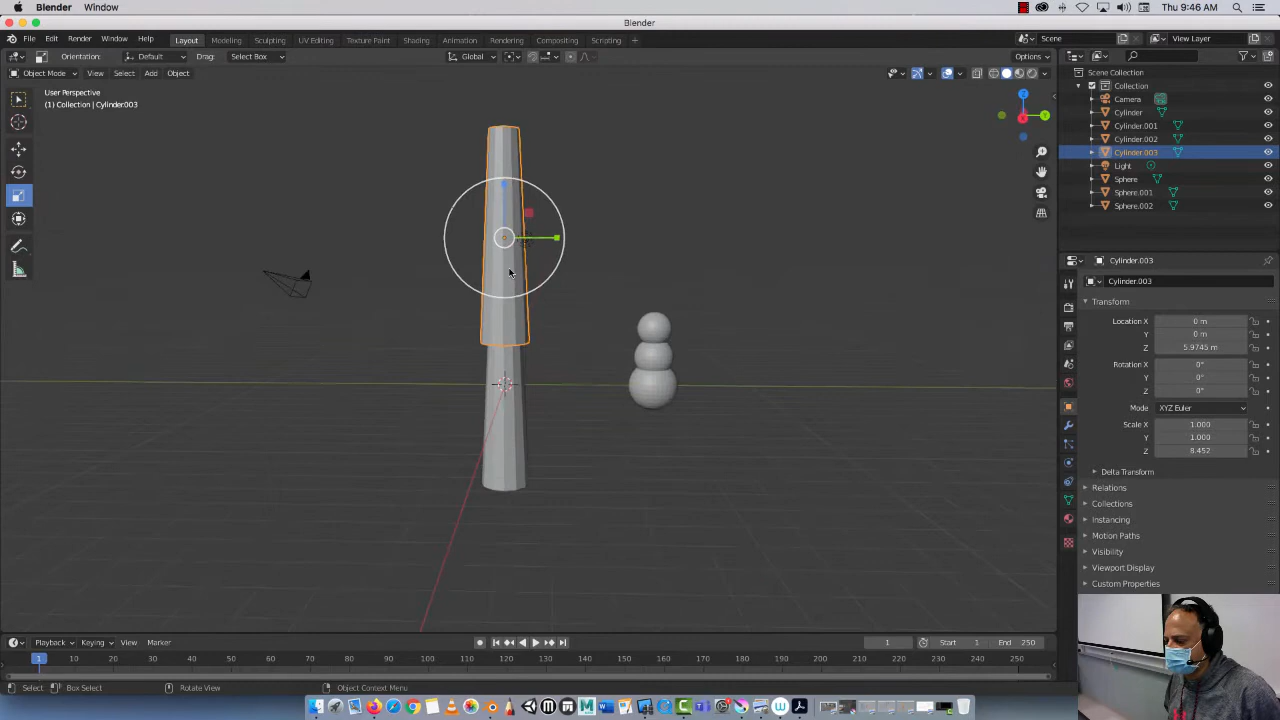 Blender Window
Thu 9:46 AM
Blender
File Edit Render Window Help
Layout Modeling Sculpting UV Editing Texture Paint Shading Animation Rendering Compositing Scripting +
Scene
View Layer
Orientation: Default Drag: Select Box
Global
Options
Object Mode View Select Add Object
User Perspective
(1) Collection | Cylinder.003
Scene Collection
Collection
Camera
Cylinder
Cylinder.001
Cylinder.002
Cylinder.003
Light
Sphere
Sphere.001
Sphere.002
Cylinder.003
Cylinder.003
Transform
Location X 0 m
Y 0 m
Z 5.9745 m
Rotation X 0°
Y 0°
Z 0°
Mode XYZ Euler
Scale X 1.000
Y 1.000
Z 8.452
Delta Transform
Relations
Collections
Instancing
Motion Paths
Visibility
Viewport Display
Custom Properties
Playback Keying View Marker
1 Start 1 End 250
1 10 20 30 40 50 60 70 80 90 100 110 120 130 140 150 160 170 180 190 200 210 220 230 240 250
Select Box Select Rotate View Object Context Menu